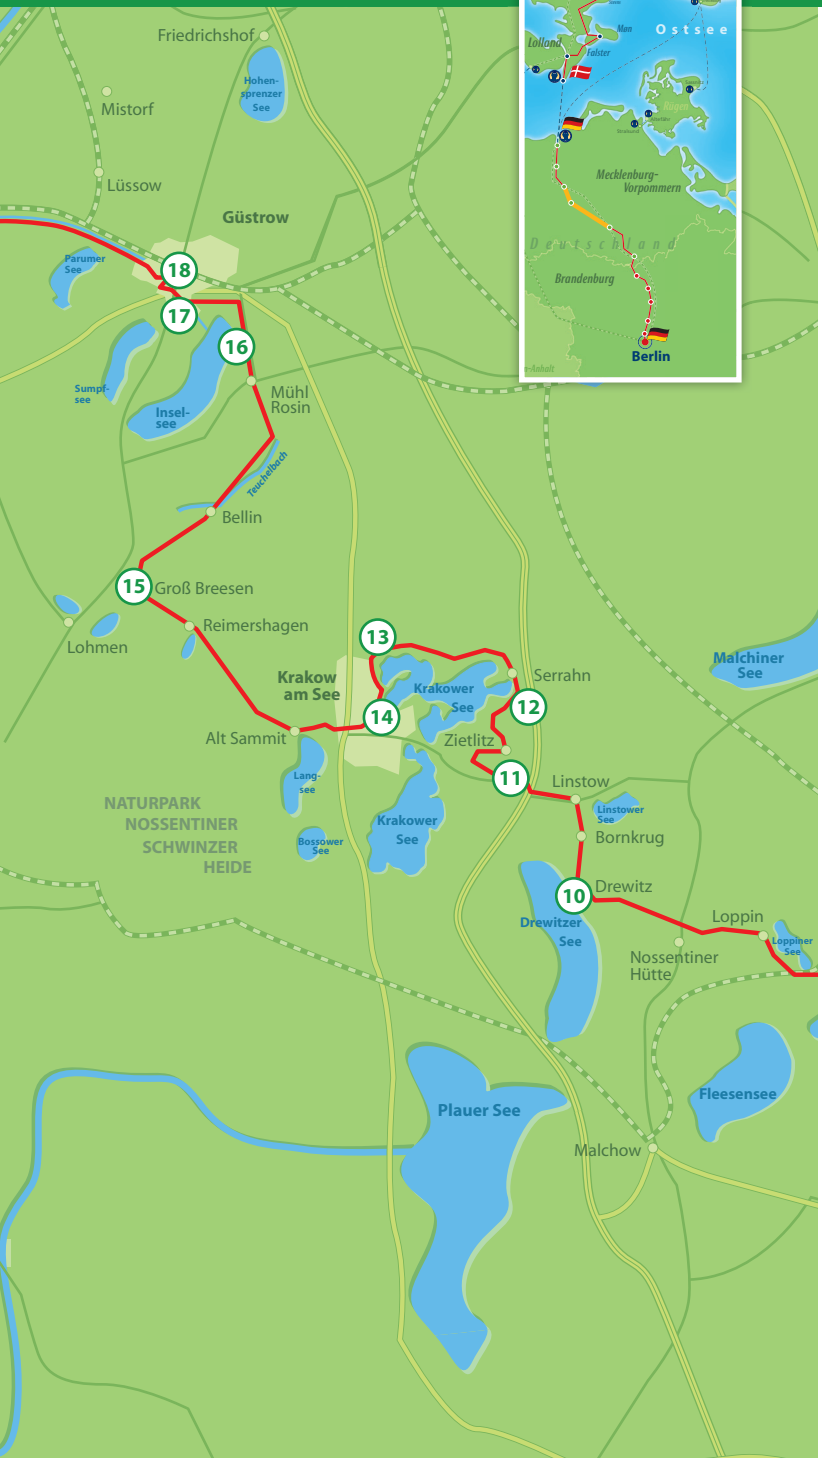 Friedrichshof
Hohen-
sprenzer
See
Mistorf
Lüssow
Güstrow
Parumer
See
18
17
16
Sumpf-
see
Insel-
see
Mühl
Rosin
Teuchelbach
Bellin
15
Groß Breesen
Reimershagen
Lohmen
13
Krakow
am See
Krakower
See
Serrahn
14
12
Alt Sammit
Zietlitz
11
Linstow
Lang-
see
Linstower
See
NATURPARK
NOSSENTINER
SCHWINZER
HEIDE
Krakower
See
Bossower
See
Bornkrug
10
Drewitz
Drewitzer
See
Loppin
Loppiner
See
Nossentiner
Hütte
Malchiner
See
Plauer See
Fleesensee
Malchow
Ostsee
Møn
Lolland
Falster
Rügen
Mecklenburg-
Vorpommern
Deutschland
Brandenburg
Berlin
n-Anhalt